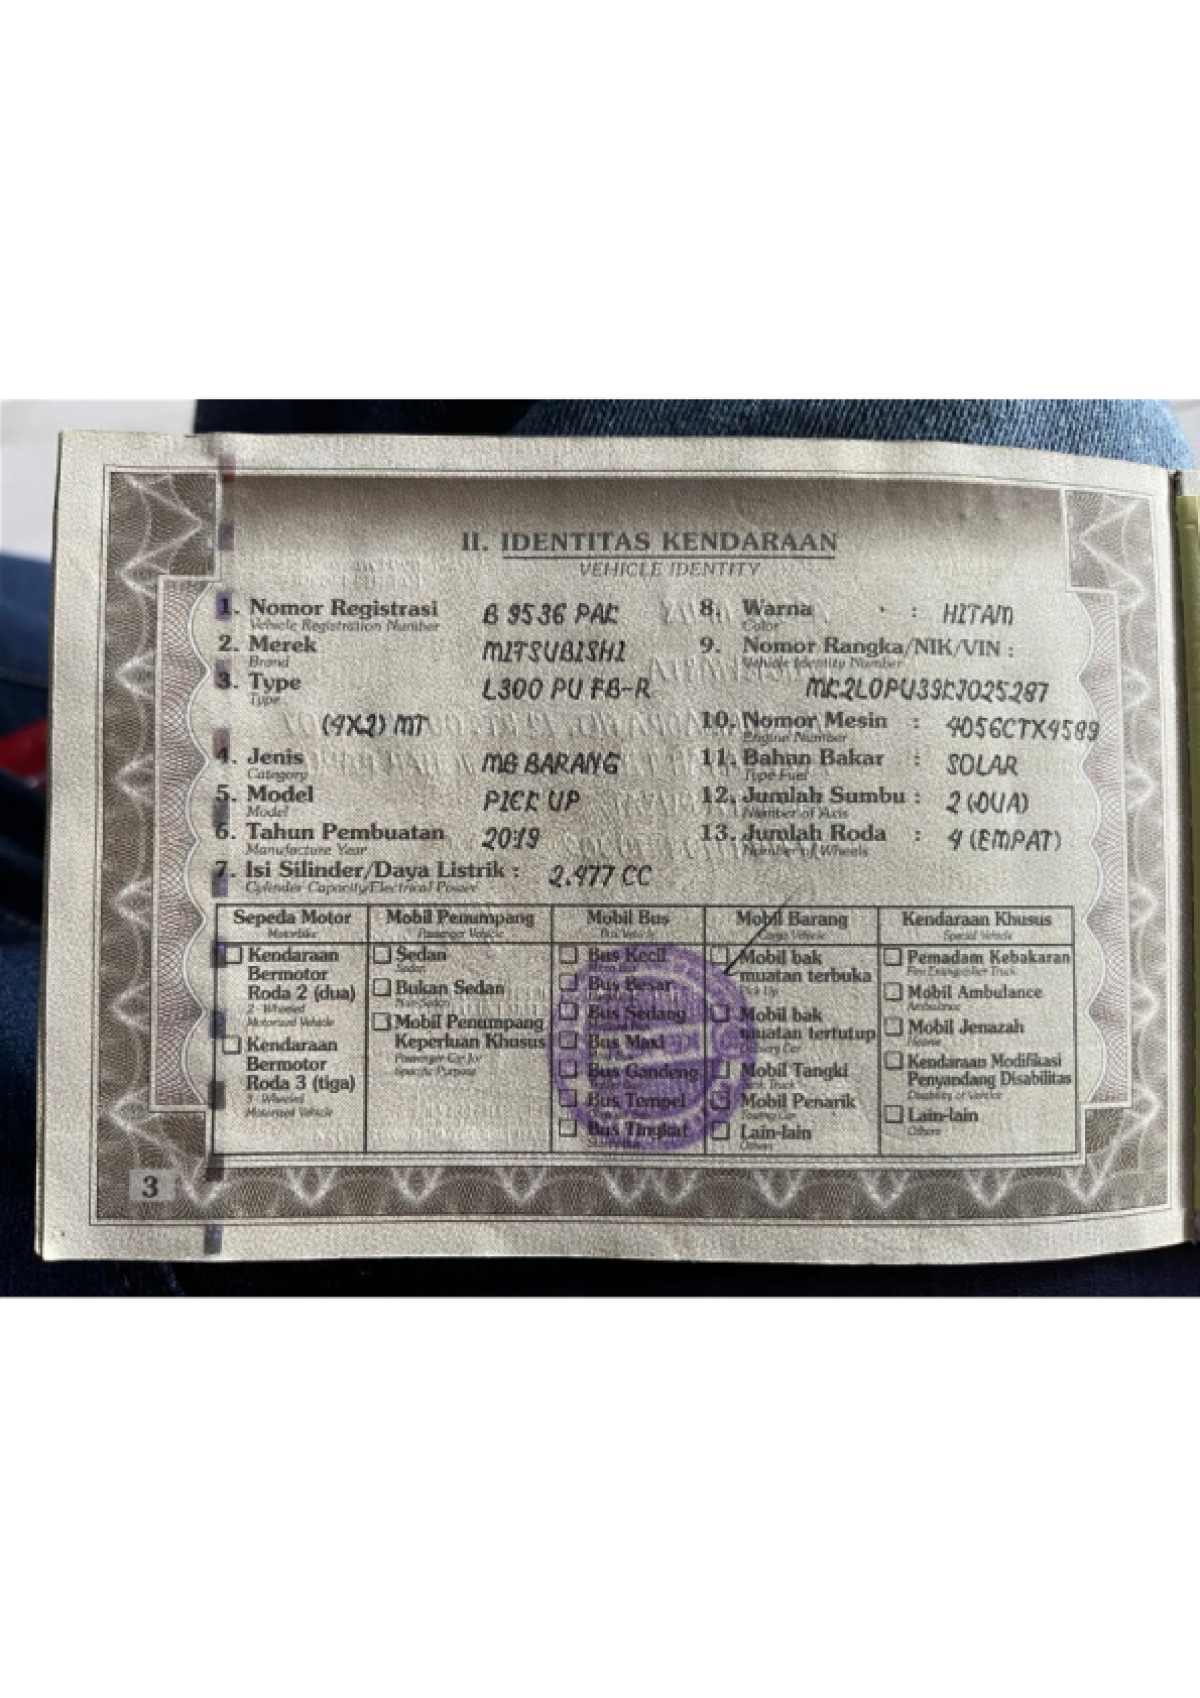 II. IDENTITAS KENDARAAN
VEHICLE IDENTITY
1. Nomor Registrasi B 9536 PAK
Vehicle Registration Number
2. Merek MITSUBISHI
Brand
3. Type L300 PU FB-R
Type
(4X2) MT
4. Jenis MB BARANG
Category
5. Model PICK UP
Model
6. Tahun Pembuatan 2019
Manufacture Year
7. Isi Silinder/Daya Listrik : 2.477 CC
Cylinder Capacity/Electrical Power
8. Warna : HITAM
Color
9. Nomor Rangka/NIK/VIN :
Vehicle Identity Number
MK2L0PU39KJ025287
10. Nomor Mesin : 4D56CTX4589
Engine Number
11. Bahan Bakar : SOLAR
Type Fuel
12. Jumlah Sumbu : 2 (DUA)
Number of Axis
13. Jumlah Roda : 4 (EMPAT)
Number of Wheels
Sepeda Motor
Motorbike
Kendaraan
Bermotor
Roda 2 (dua)
2 - Wheeled
Motorized Vehicle
Kendaraan
Bermotor
Roda 3 (tiga)
3 - Wheeled
Motorized Vehicle
Mobil Penumpang
Passenger Vehicle
Sedan
Sedan
Bukan Sedan
Non-Sedan
Mobil Penumpang
Keperluan Khusus
Passenger Car for
Specific Purpose
Mobil Bus
Bus Vehicle
Bus Kecil
Bus Besar
Bus Sedang
Bus Maxi
Bus Gandeng
Bus Tempel
Bus Tingkat
Mobil Barang
Cargo Vehicle
Mobil bak
muatan terbuka
Pick Up
Mobil bak
muatan tertutup
Delivery Car
Mobil Tangki
Tank Truck
Mobil Penarik
Towing Car
Lain-lain
Others
Kendaraan Khusus
Special Vehicle
Pemadam Kebakaran
Fire Extinguisher Truck
Mobil Ambulance
Ambulance
Mobil Jenazah
Hearse
Kendaraan Modifikasi
Penyandang Disabilitas
Disability of Vehicle
Lain-lain
Others
3